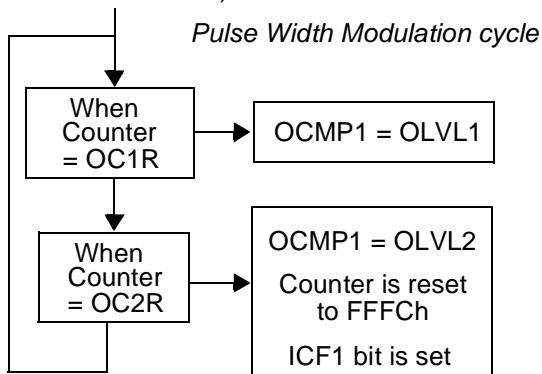 Pulse Width Modulation cycle
When
Counter
= OC1R
OCMP1 = OLVL1
When
Counter
= OC2R
OCMP1 = OLVL2
Counter is reset
to FFFCh
ICF1 bit is set